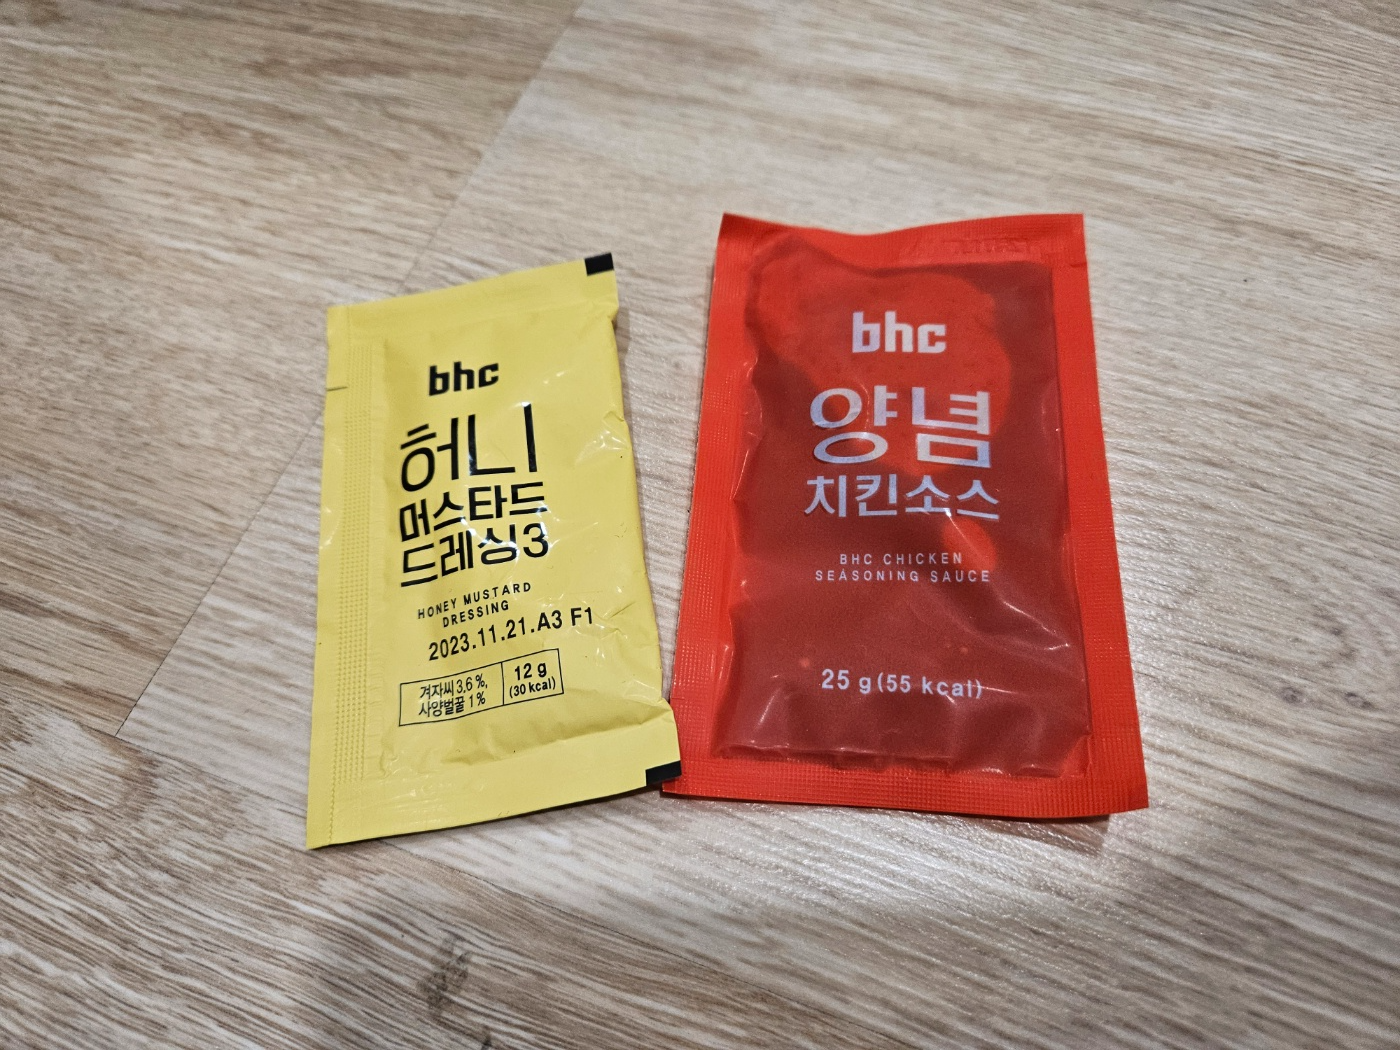 bhc
허니
머스타드
드레싱3
HONEY MUSTARD
DRESSING
2023.11.21.A3 F1
겨자씨 3.6 %,
사양벌꿀 1 %
12 g
(30 kcal)
bhc
양념
치킨소스
BHC CHICKEN
SEASONING SAUCE
25 g (55 kcal)